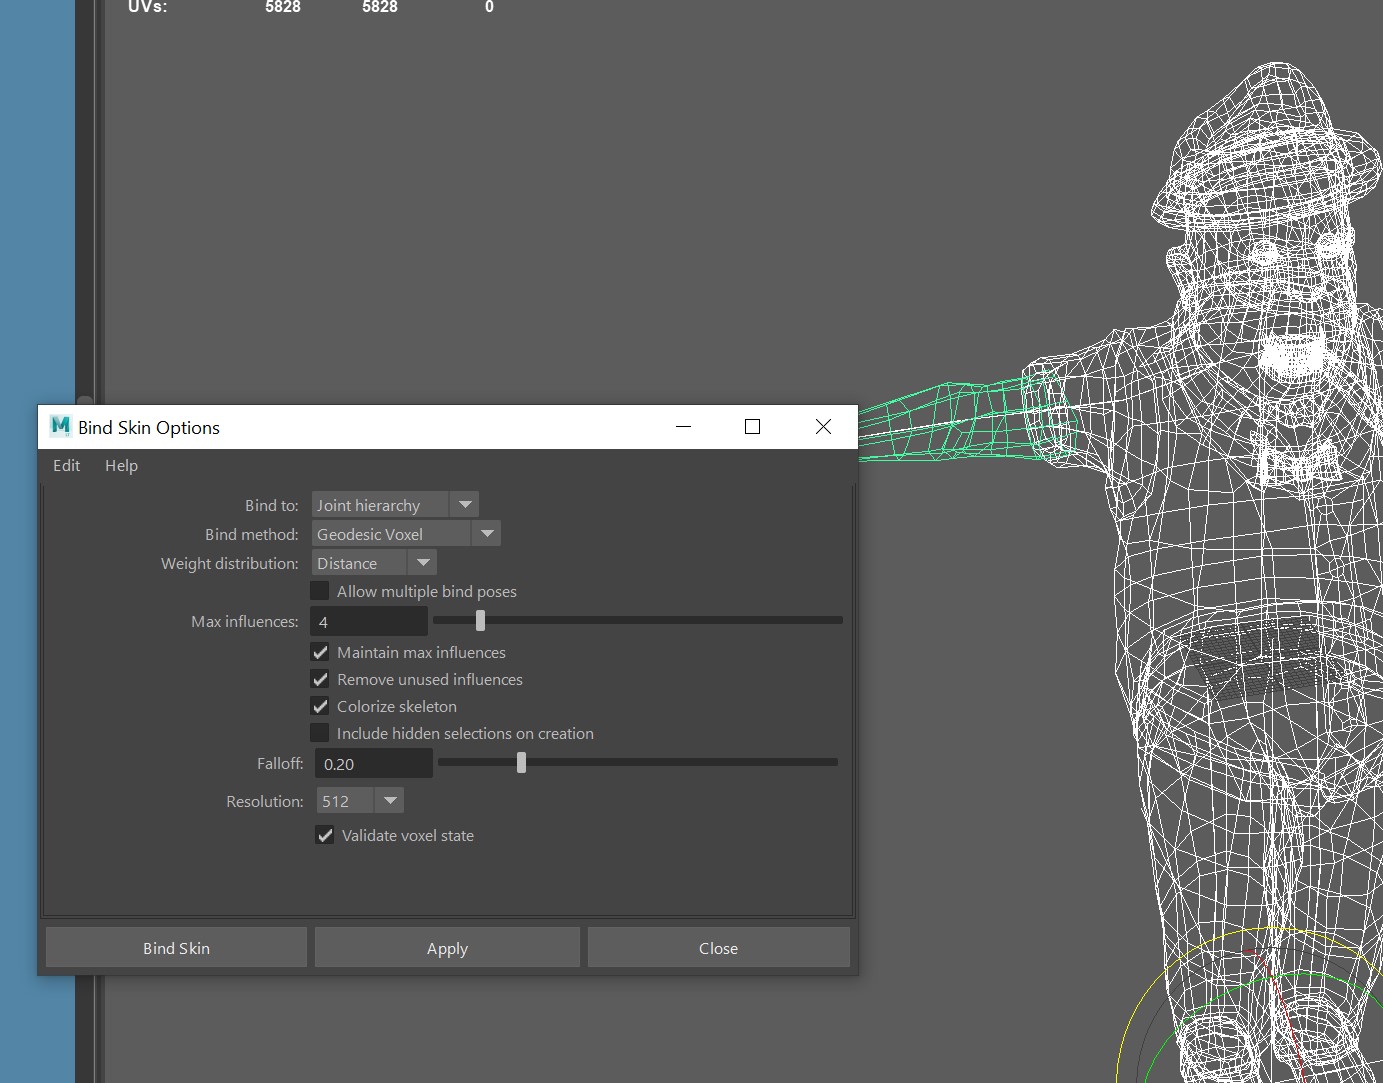 UVs: 5828 5828 0
Bind Skin Options
Edit Help
Bind to: Joint hierarchy
Bind method: Geodesic Voxel
Weight distribution: Distance
Allow multiple bind poses
Max influences: 4
Maintain max influences
Remove unused influences
Colorize skeleton
Include hidden selections on creation
Falloff: 0.20
Resolution: 512
Validate voxel state
Bind Skin Apply Close